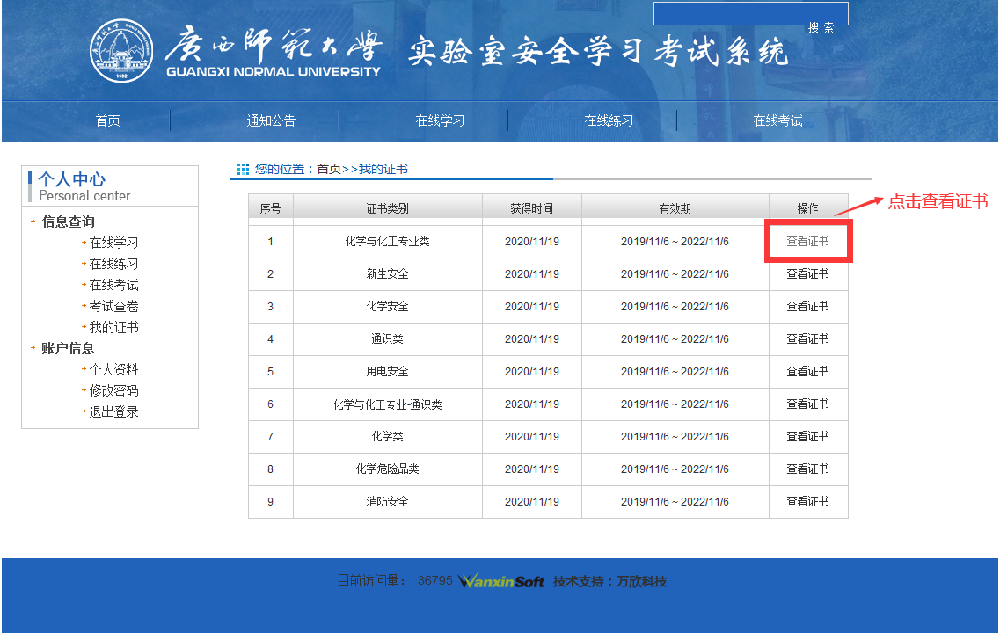 搜 索
廣西師範大學
GUANGXI NORMAL UNIVERSITY
1932
实验室安全学习考试系统
首页 通知公告 在线学习 在线练习 在线考试
个人中心
Personal center
信息查询
在线学习
在线练习
在线考试
考试查卷
我的证书
账户信息
个人资料
修改密码
退出登录
您的位置：首页>>我的证书
序号 证书类别 获得时间 有效期 操作
1 化学与化工专业类 2020/11/19 2019/11/6 ~ 2022/11/6 查看证书
2 新生安全 2020/11/19 2019/11/6 ~ 2022/11/6 查看证书
3 化学安全 2020/11/19 2019/11/6 ~ 2022/11/6 查看证书
4 通识类 2020/11/19 2019/11/6 ~ 2022/11/6 查看证书
5 用电安全 2020/11/19 2019/11/6 ~ 2022/11/6 查看证书
6 化学与化工专业-通识类 2020/11/19 2019/11/6 ~ 2022/11/6 查看证书
7 化学类 2020/11/19 2019/11/6 ~ 2022/11/6 查看证书
8 化学危险品类 2020/11/19 2019/11/6 ~ 2022/11/6 查看证书
9 消防安全 2020/11/19 2019/11/6 ~ 2022/11/6 查看证书
点击查看证书
目前访问量： 36795 WanxinSoft 技术支持：万欣科技